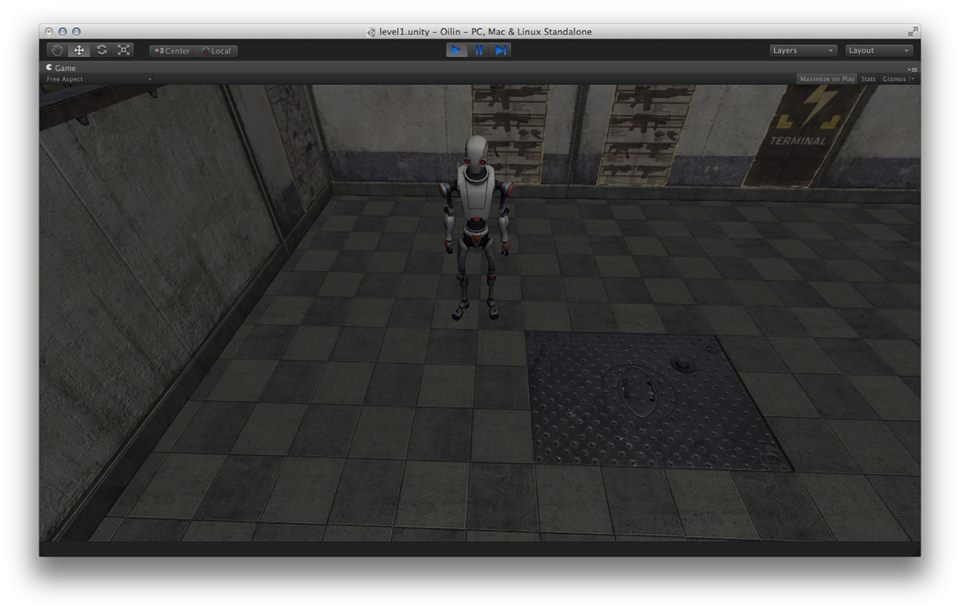 level1.unity – Oilin – PC, Mac & Linux Standalone
Center Local Layers Layout
Game
Free Aspect Maximize on Play Stats Gizmos
TERMINAL